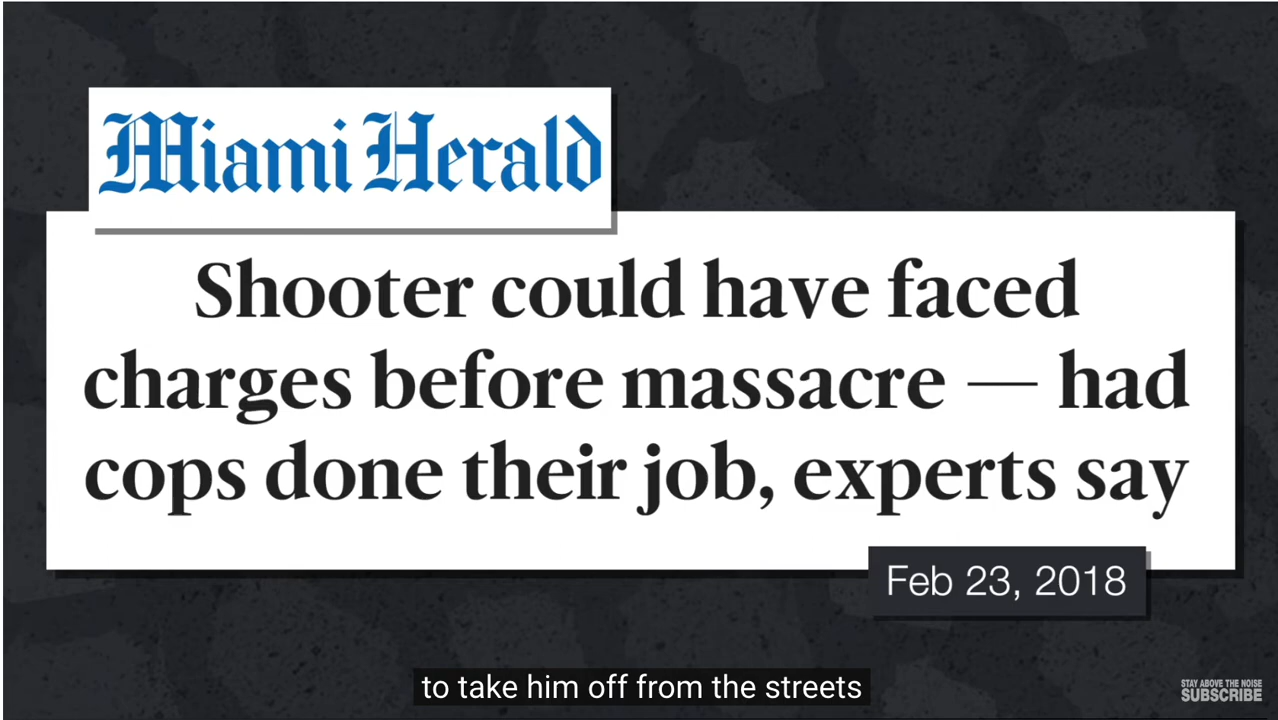 Miami Herald
Shooter could have faced
charges before massacre — had
cops done their job, experts say
Feb 23, 2018
to take him off from the streets
STAY ABOVE THE NOISE
SUBSCRIBE